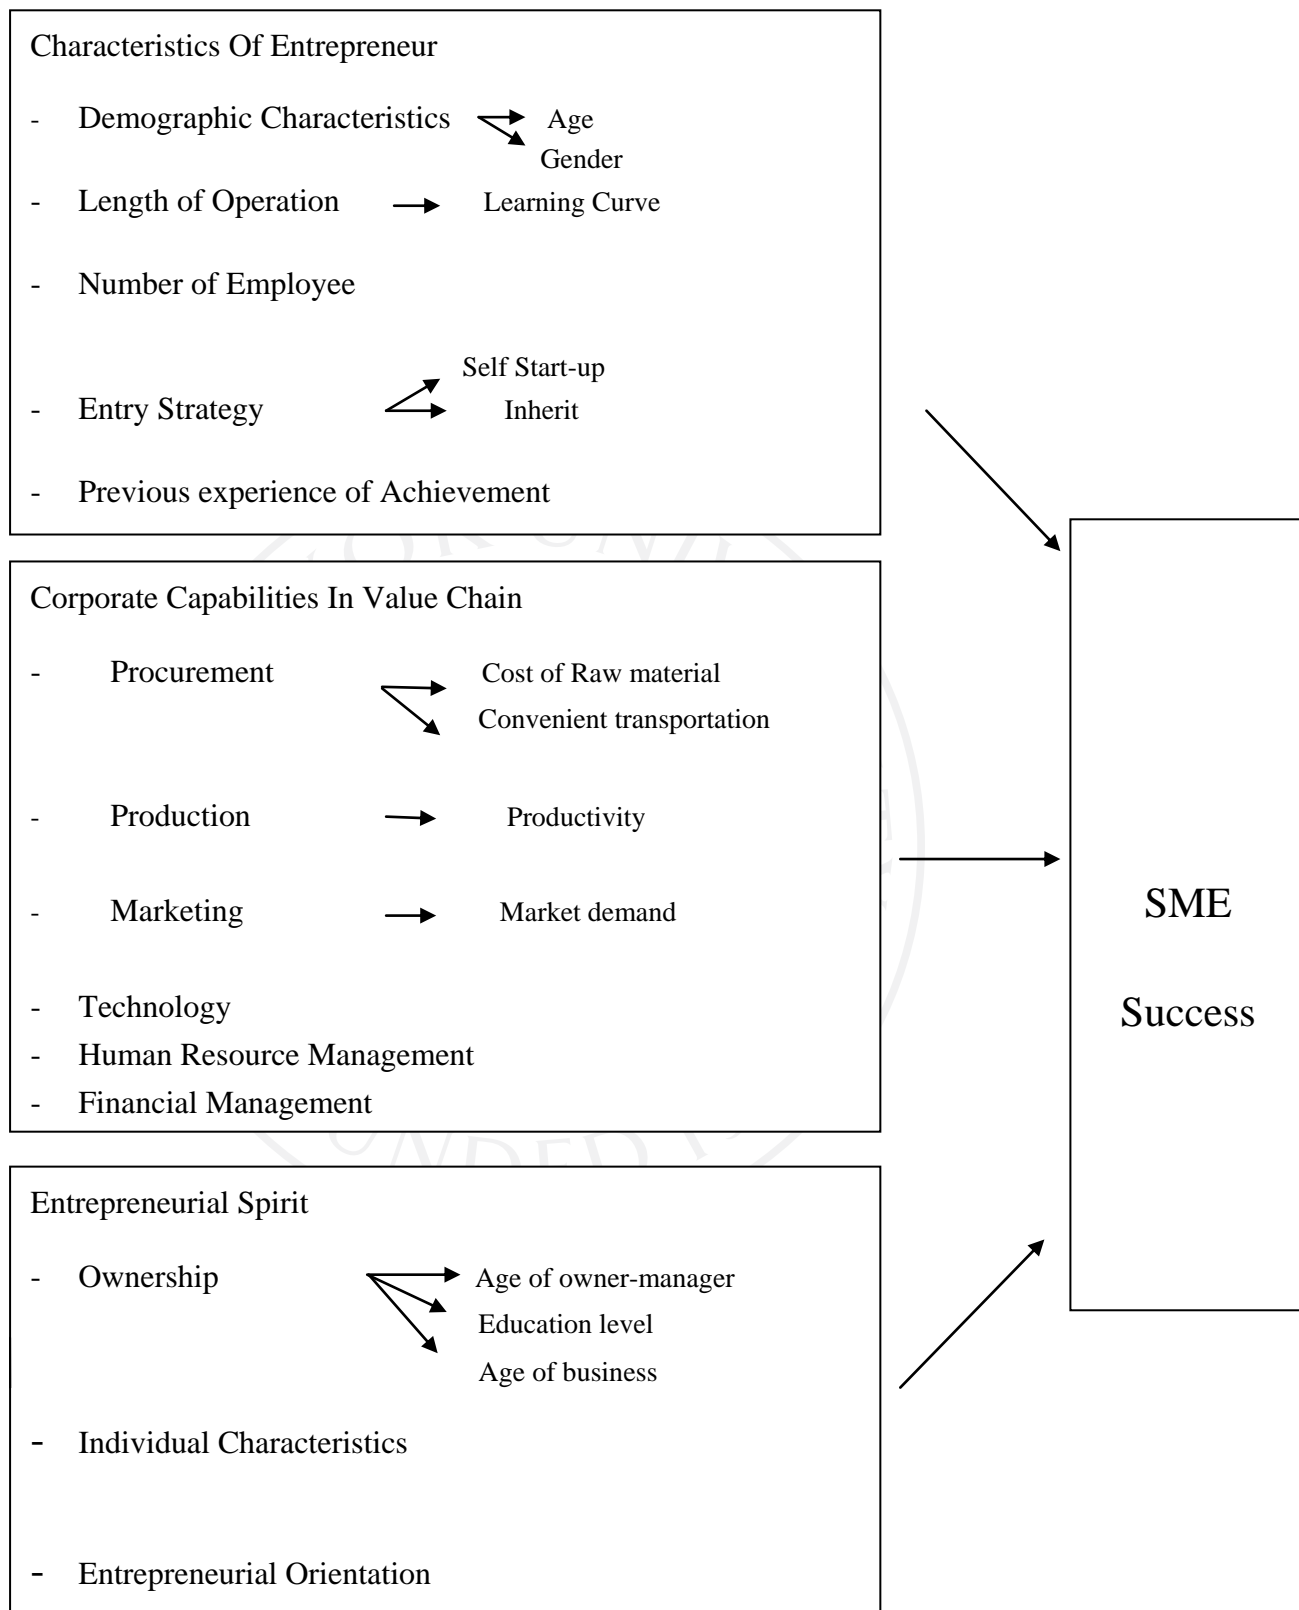 Characteristics Of Entrepreneur
- Demographic Characteristics Age
Gender
- Length of Operation Learning Curve
- Number of Employee
Self Start-up
- Entry Strategy Inherit
- Previous experience of Achievement
Corporate Capabilities In Value Chain
- Procurement Cost of Raw material
Convenient transportation
- Production Productivity
- Marketing Market demand
- Technology
- Human Resource Management
- Financial Management
SME
Success
Entrepreneurial Spirit
- Ownership Age of owner-manager
Education level
Age of business
- Individual Characteristics
- Entrepreneurial Orientation